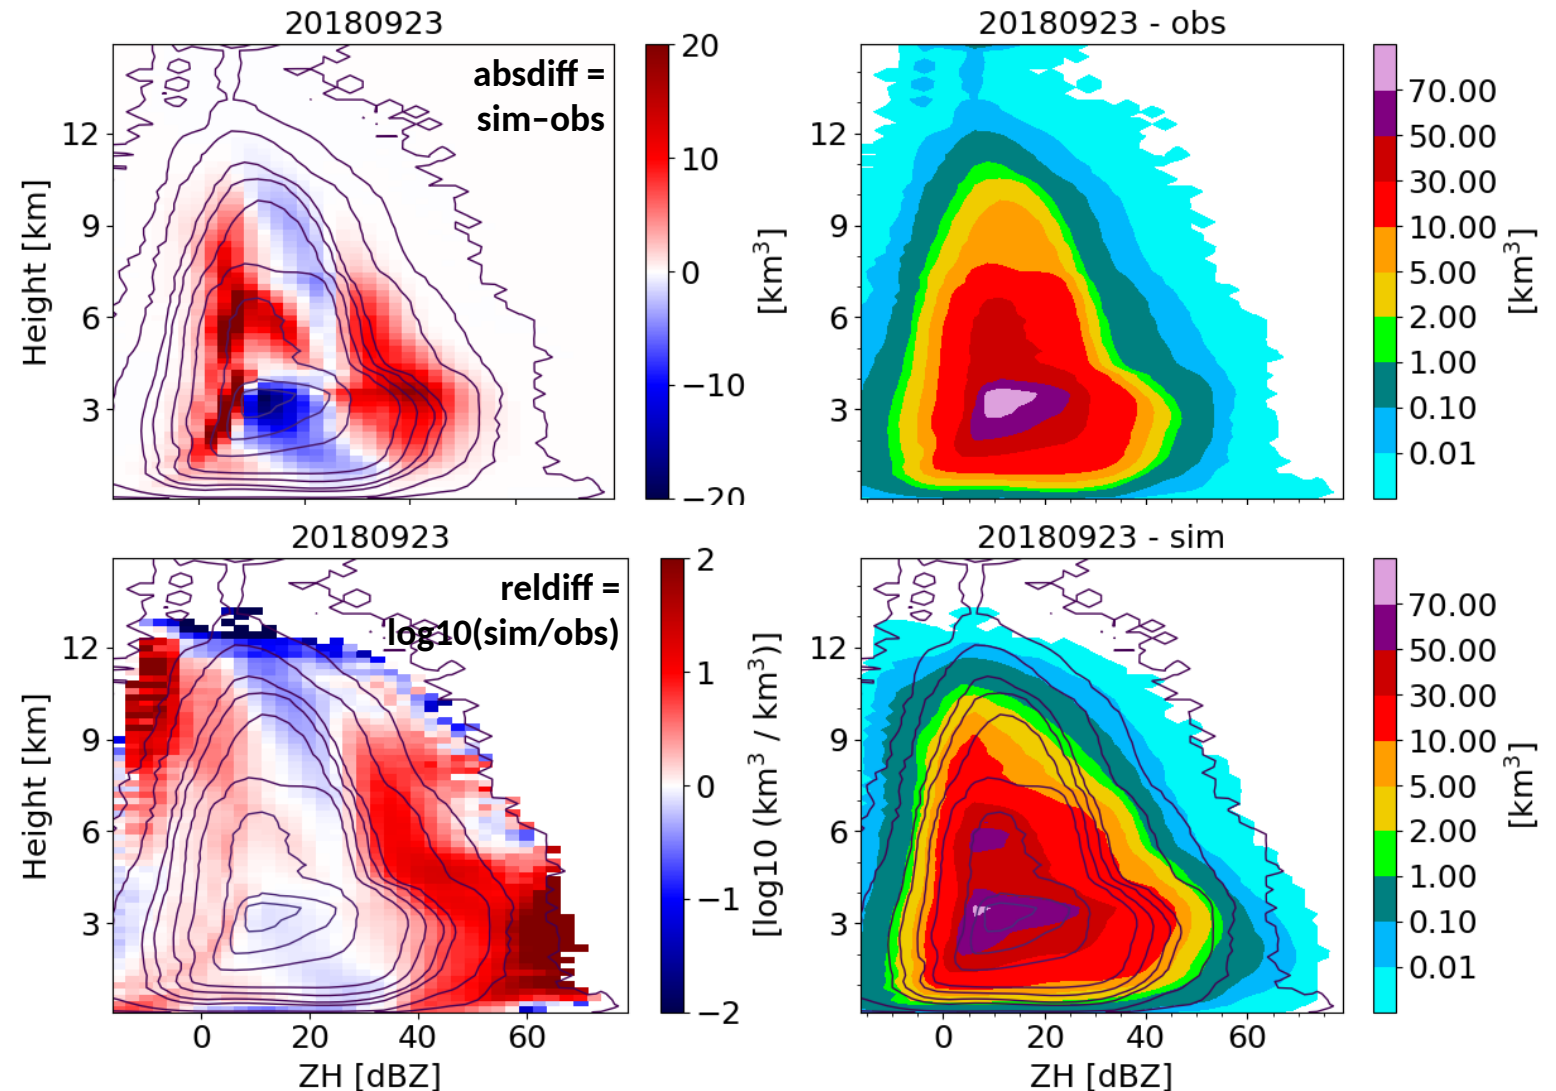 20180923
absdiff =
sim–obs
20
10
0
−10
−20
12
9
6
3
Height [km]
[km³]
20180923 - obs
12
9
6
3
70.00
50.00
30.00
10.00
5.00
2.00
1.00
0.10
0.01
[km³]
20180923
reldiff =
log10(sim/obs)
2
1
0
−1
−2
12
9
6
3
Height [km]
[log10 (km³ / km³)]
0 20 40 60
ZH [dBZ]
20180923 - sim
12
9
6
3
70.00
50.00
30.00
10.00
5.00
2.00
1.00
0.10
0.01
[km³]
0 20 40 60
ZH [dBZ]